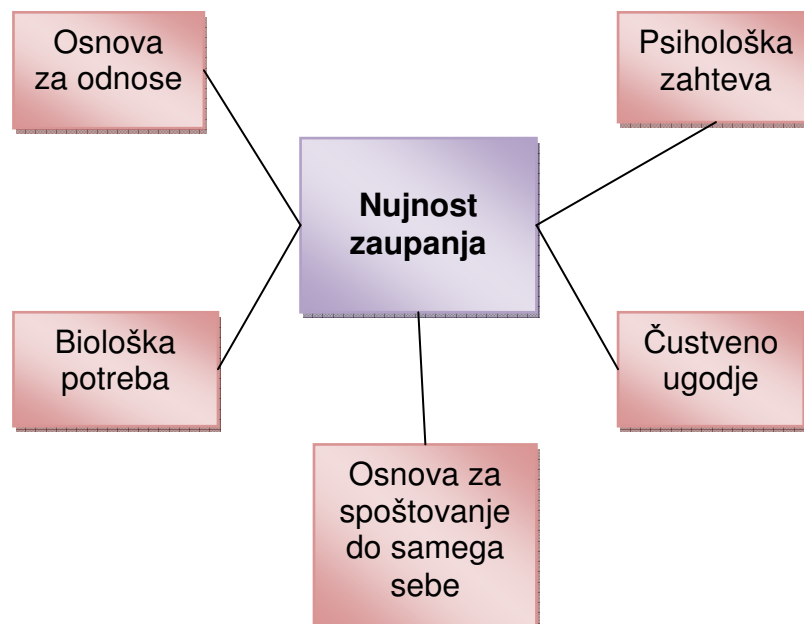 Osnova
za odnose
Psihološka
zahteva
Nujnost
zaupanja
Biološka
potreba
Čustveno
ugodje
Osnova za
spoštovanje
do samega
sebe